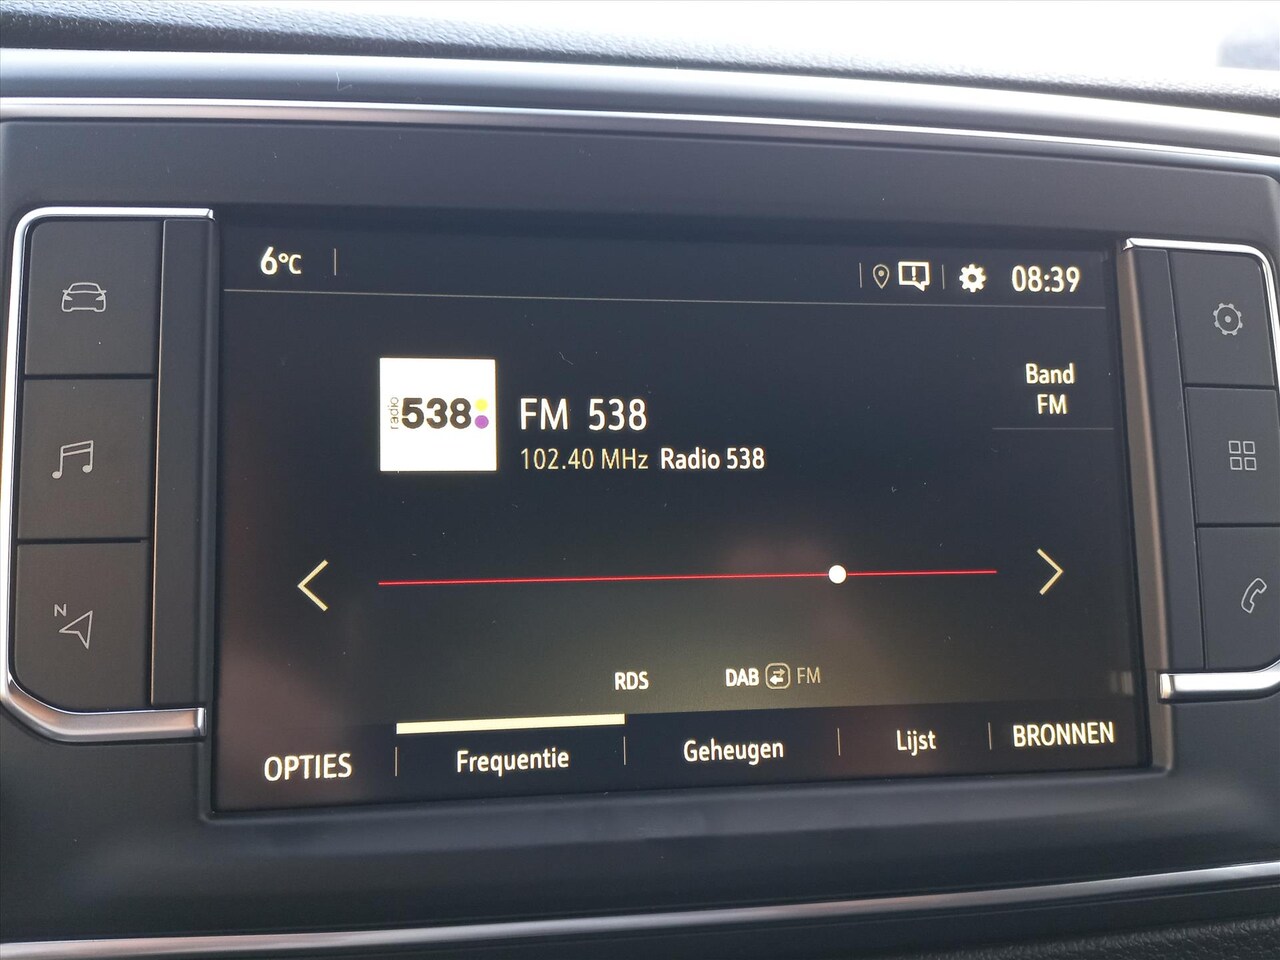 6°C
08:39
Band
FM
radio
538
FM 538
102.40 MHz Radio 538
N
RDS
DAB FM
OPTIES
Frequentie
Geheugen
Lijst
BRONNEN